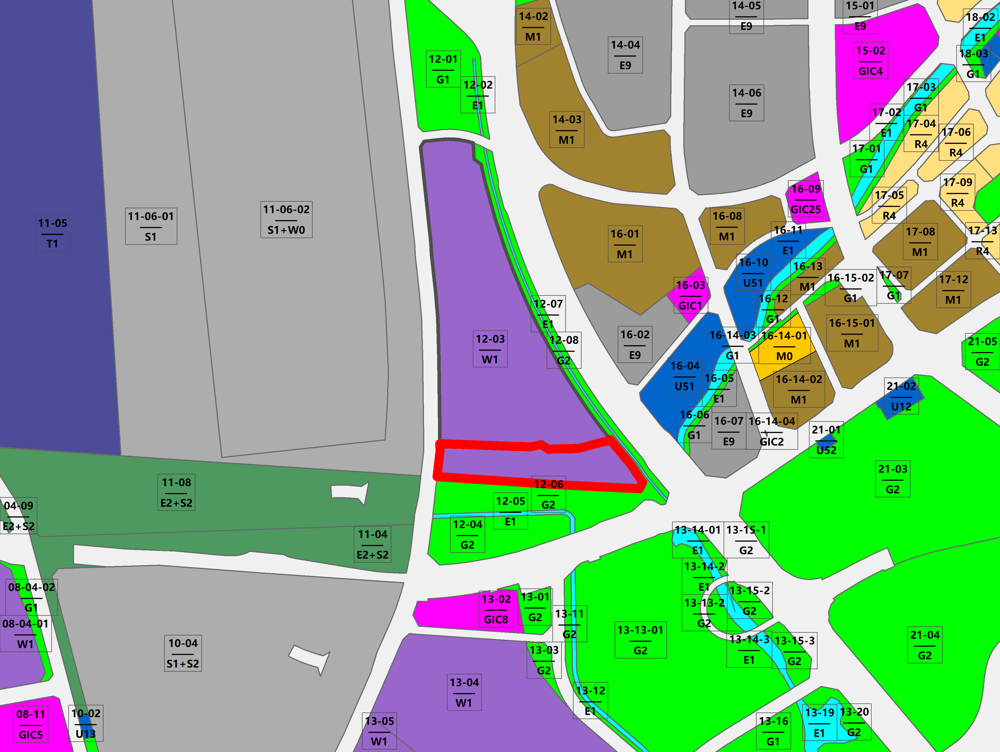 14-02
M1
14-05
E9
15-01
E9
18-02
E1
14-04
E9
15-02
GIC4
18-03
G1
12-01
G1
12-02
E1
14-03
M1
14-06
E9
17-03
G1
17-02
E1
17-04
R4
17-06
R4
17-01
G1
17-09
R4
16-09
GIC25
17-05
R4
11-05
T1
11-06-01
S1
11-06-02
S1+W0
16-01
M1
16-08
M1
16-11
E1
17-08
M1
17-13
R4
16-10
U51
16-13
M1
16-15-02
G1
17-07
G1
17-12
M1
16-03
GIC1
16-12
G1
12-07
E1
12-08
G2
12-03
W1
16-02
E9
16-14-03
G1
16-14-01
M0
16-15-01
M1
21-05
G2
16-04
U51
16-05
E1
16-14-02
M1
21-02
U12
16-06
G1
16-07
E9
16-14-04
GIC2
21-01
U52
21-03
G2
11-08
E2+S2
12-06
G2
12-05
E1
04-09
E2+S2
12-04
G2
11-04
E2+S2
13-14-01
E1
13-15-1
G2
13-14-2
E1
08-04-02
G1
13-02
GIC8
13-01
G2
13-13-2
G2
13-15-2
G2
08-04-01
W1
13-11
G2
13-13-01
G2
13-14-3
E1
13-15-3
G2
21-04
G2
10-04
S1+S2
13-03
G2
13-04
W1
13-12
E1
08-11
GIC5
10-02
U13
13-05
W1
13-16
G1
13-19
E1
13-20
G2